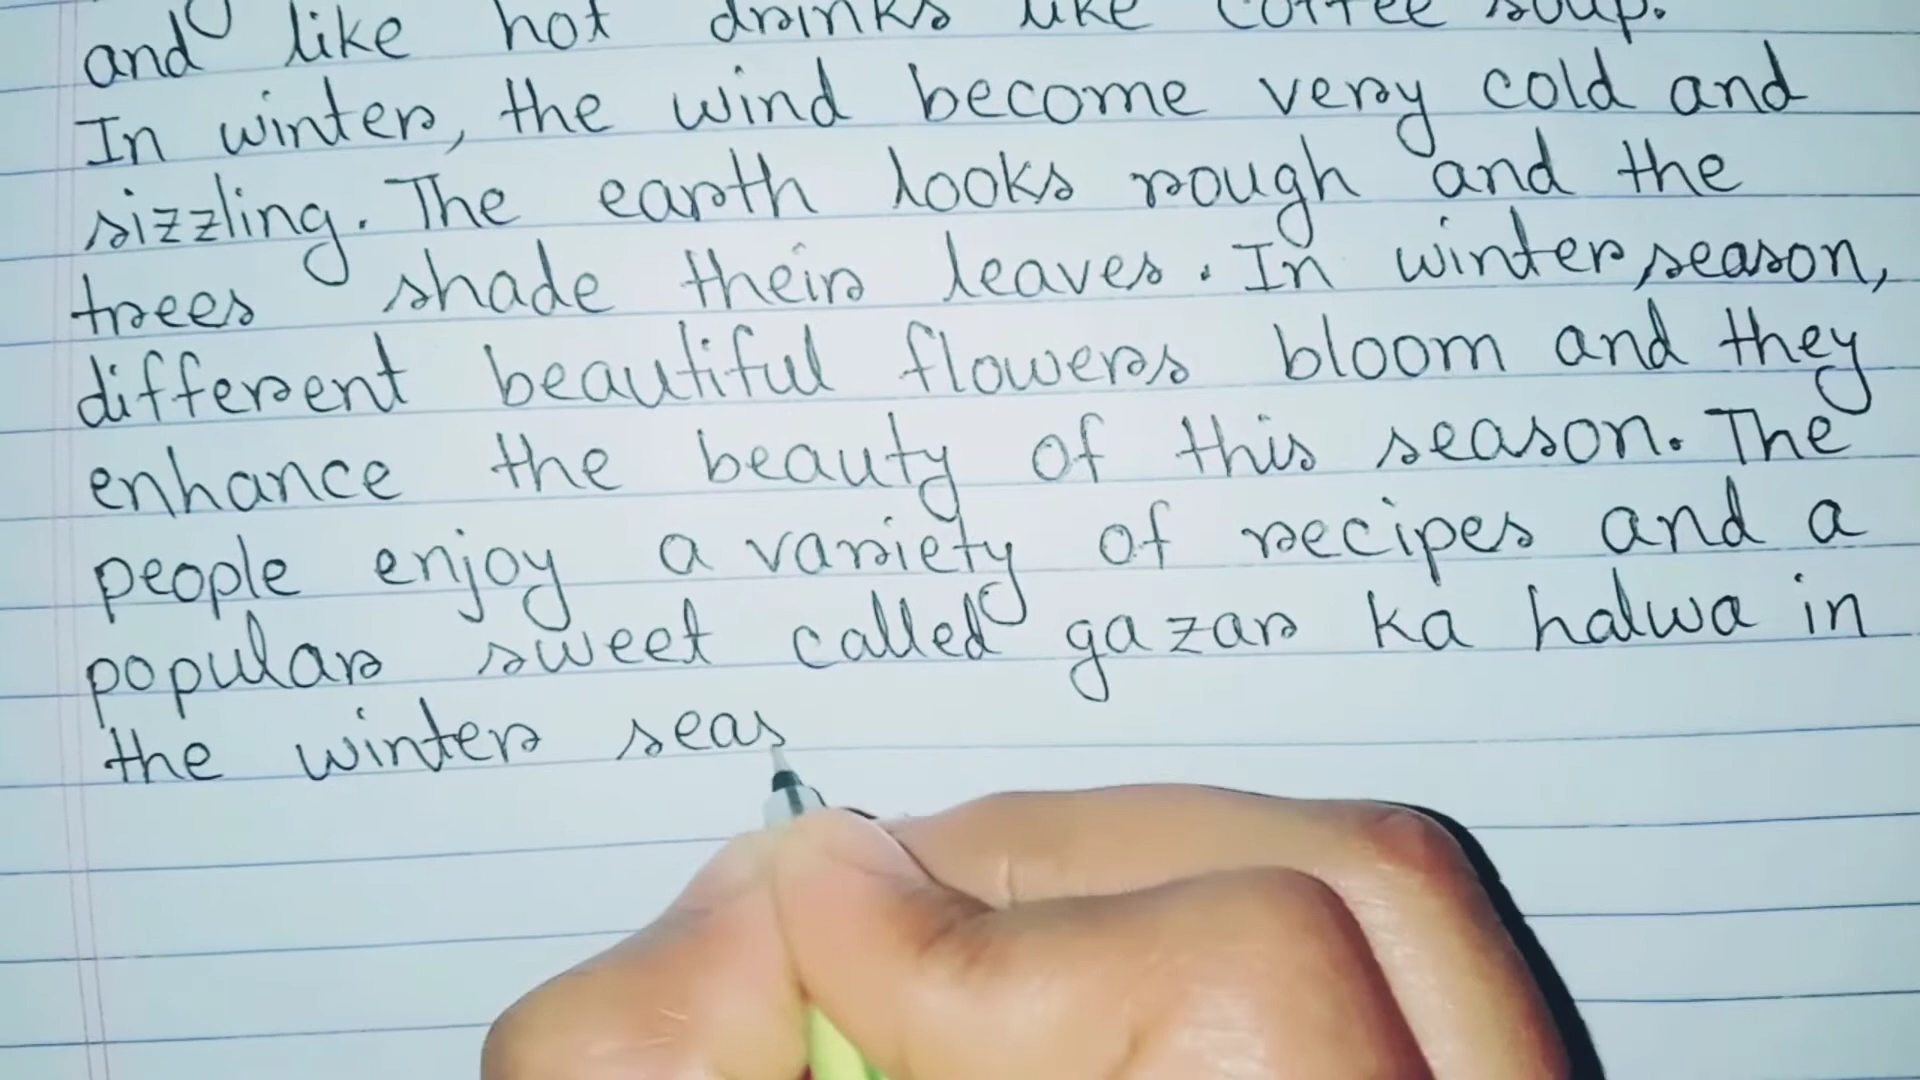 and like hot drinks like coffee soup.
In winter, the wind become very cold and
sizzling. The earth looks rough and the
trees shade their leaves. In winter season,
different beautiful flowers bloom and they
enhance the beauty of this season. The
people enjoy a variety of recipes and a
popular sweet called gazar ka halwa in
the winter seas